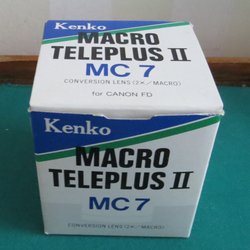 Kenko
MACRO
TELEPLUS II
MC 7
CONVERSION LENS (2×/MACRO)
for CANON FD
Kenko
MACRO
TELEPLUS II
MC 7
CONVERSION LENS (2×/MACRO)